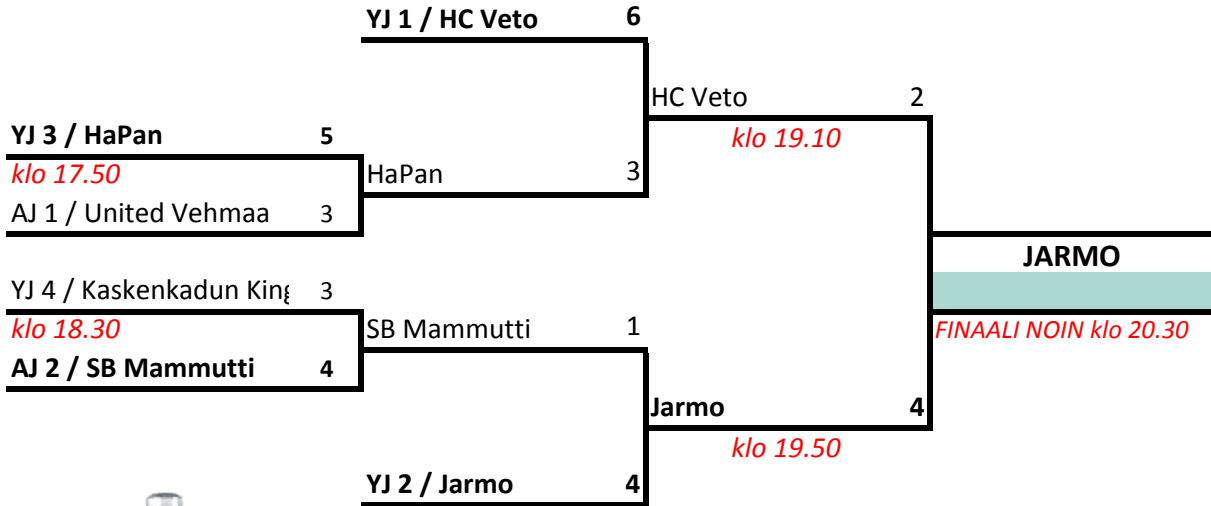 YJ 1 / HC Veto 6
HC Veto 2
YJ 3 / HaPan 5
klo 19.10
klo 17.50
HaPan 3
AJ 1 / United Vehmaa 3
JARMO
YJ 4 / Kaskenkadun King 3
klo 18.30
SB Mammutti 1
FINAALI NOIN klo 20.30
AJ 2 / SB Mammutti 4
Jarmo 4
klo 19.50
YJ 2 / Jarmo 4